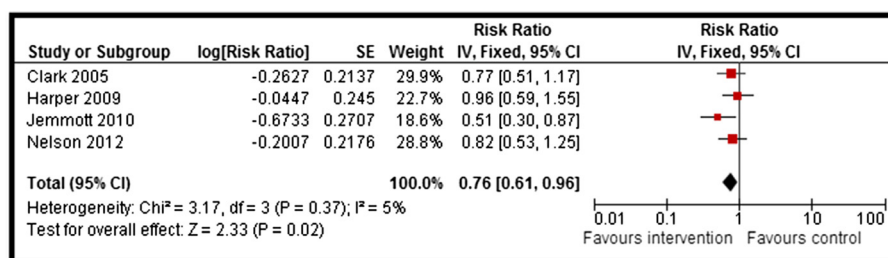 Risk Ratio Risk Ratio
Study or Subgroup log[Risk Ratio] SE Weight IV, Fixed, 95% CI IV, Fixed, 95% CI
Clark 2005 -0.2627 0.2137 29.9% 0.77 [0.51, 1.17]
Harper 2009 -0.0447 0.245 22.7% 0.96 [0.59, 1.55]
Jemmott 2010 -0.6733 0.2707 18.6% 0.51 [0.30, 0.87]
Nelson 2012 -0.2007 0.2176 28.8% 0.82 [0.53, 1.25]
Total (95% CI) 100.0% 0.76 [0.61, 0.96]
Heterogeneity: Chi² = 3.17, df = 3 (P = 0.37); I² = 5%
Test for overall effect: Z = 2.33 (P = 0.02)
0.01 0.1 1 10 100
Favours intervention Favours control